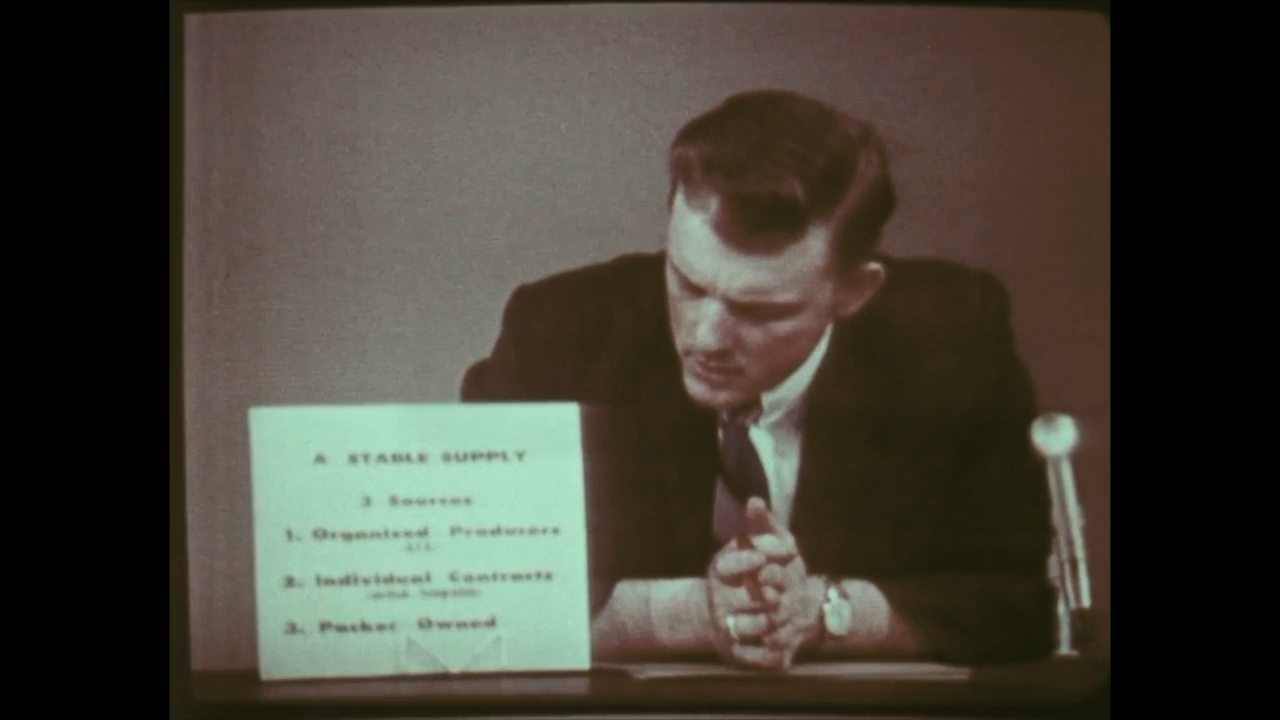 A STABLE SUPPLY
3 Sources
1. Organized Producers
2. Individual Contracts
3. Packer Owned